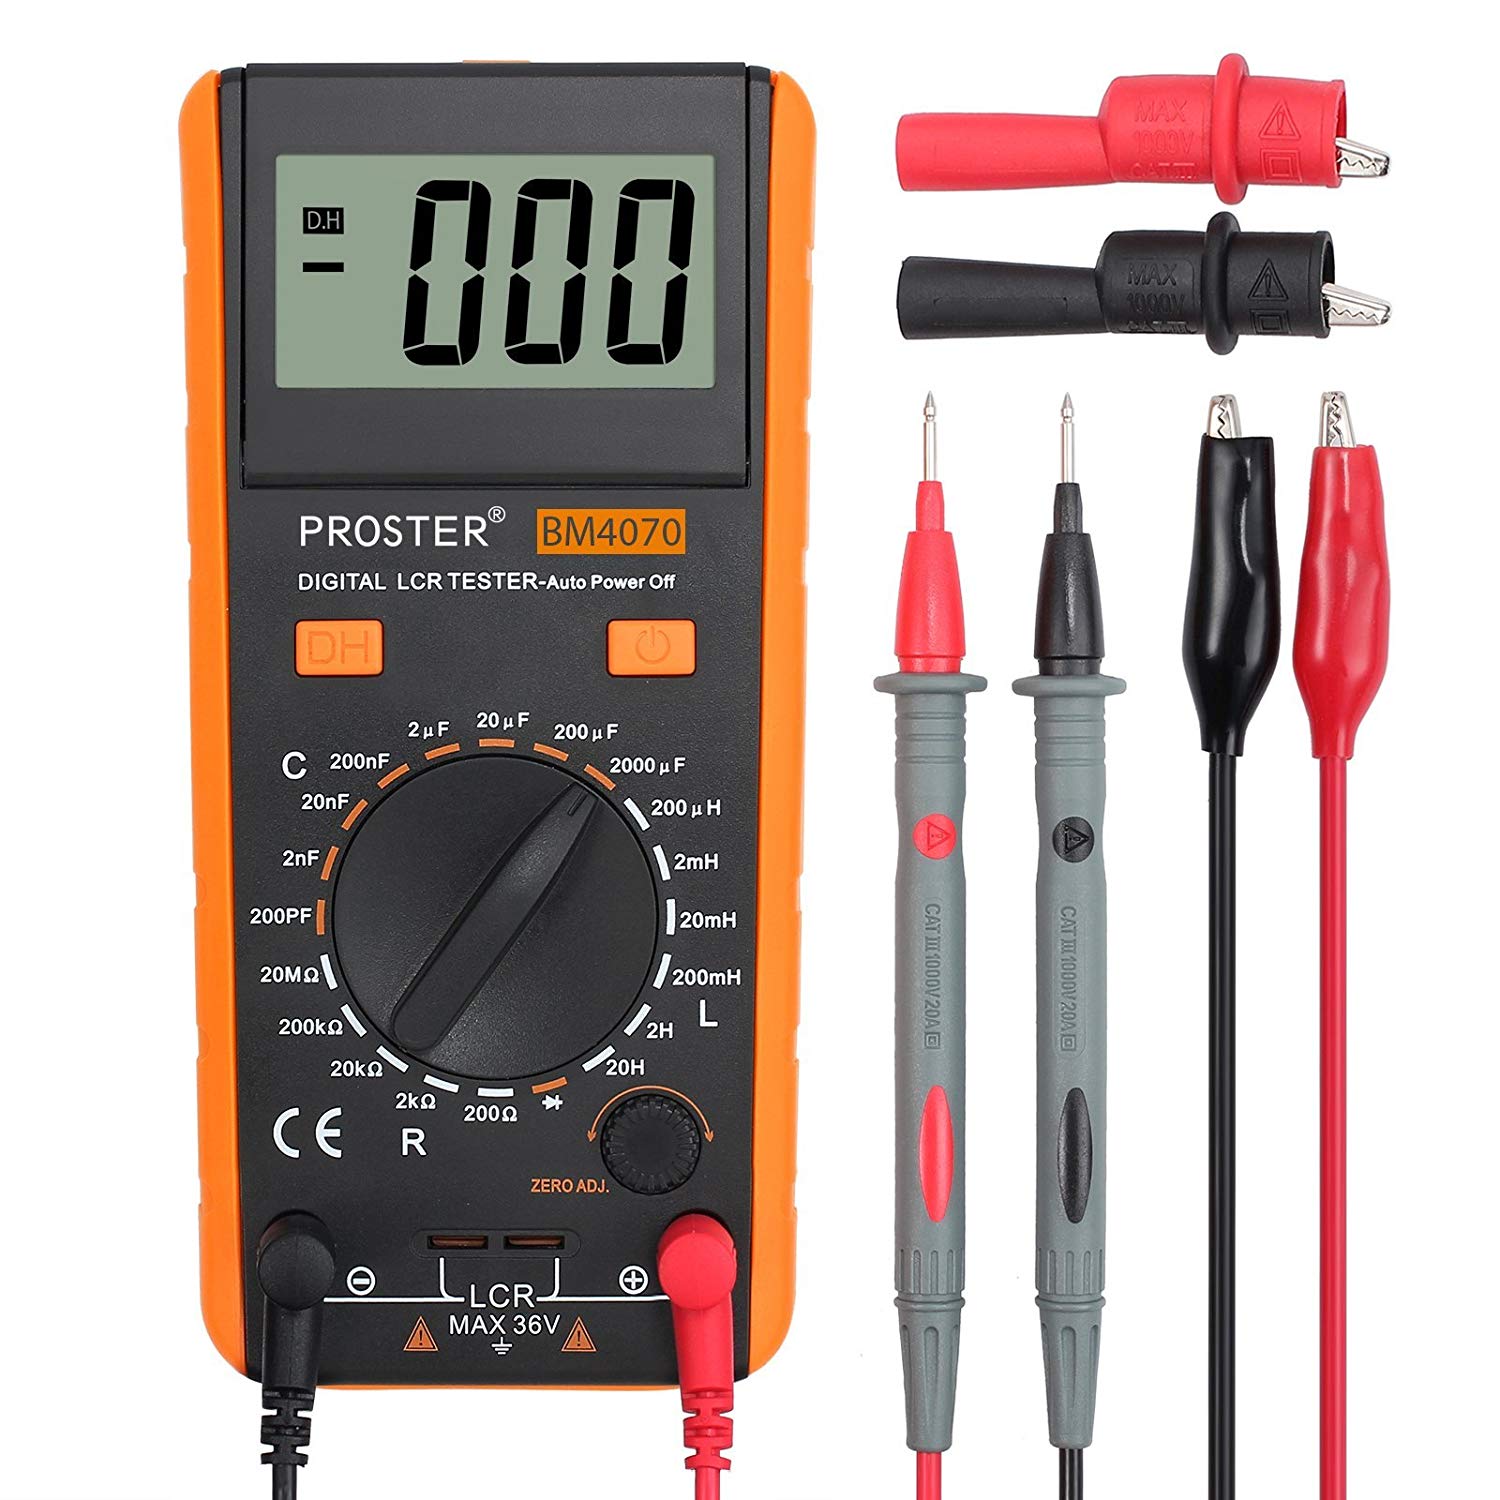 D.H
-000
PROSTER® BM4070
DIGITAL LCR TESTER-Auto Power Off
DH
C
200PF
2nF
20nF
200nF
2μF
20μF
200μF
2000μF
200μH
2mH
20mH
200mH
L
2H
20H
200Ω
2kΩ
R
20kΩ
200kΩ
20MΩ
CE
ZERO ADJ.
LCR
MAX 36V
MAX
1000V
CAT.III
MAX
1000V
CAT III 1000V/20A
CAT III 1000V/20A